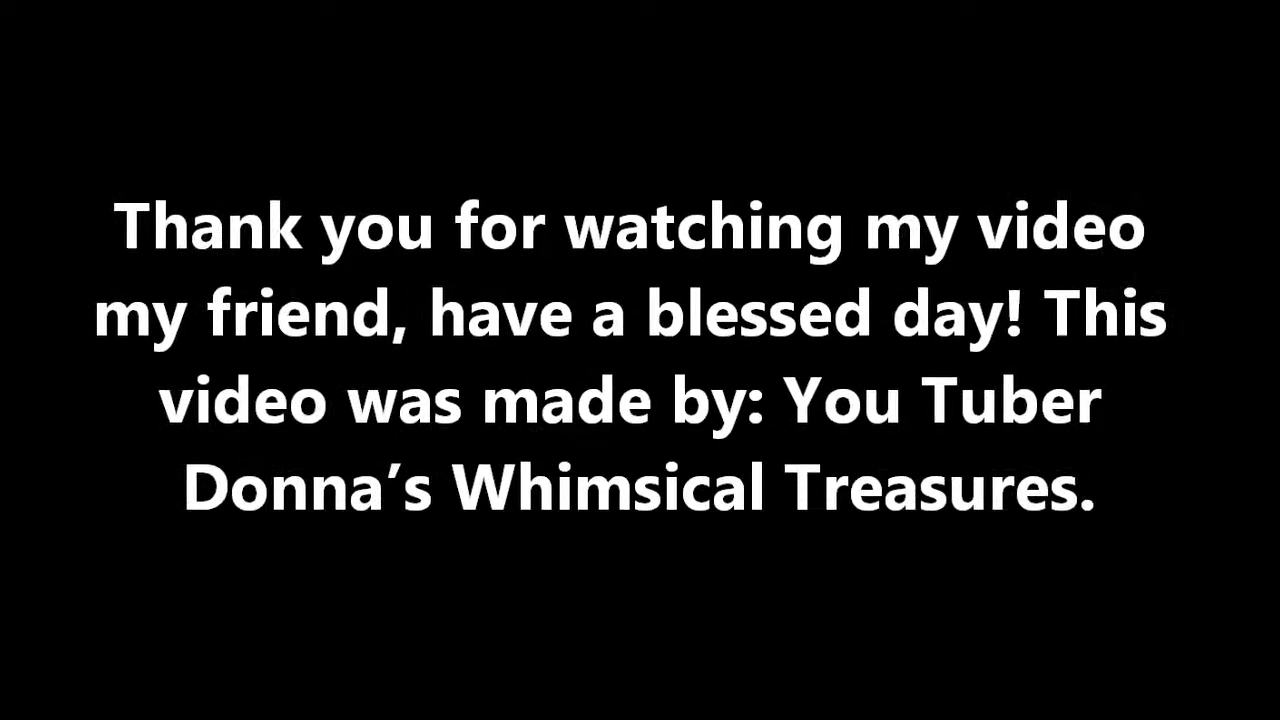 Thank you for watching my video
my friend, have a blessed day! This
video was made by: You Tuber
Donna’s Whimsical Treasures.